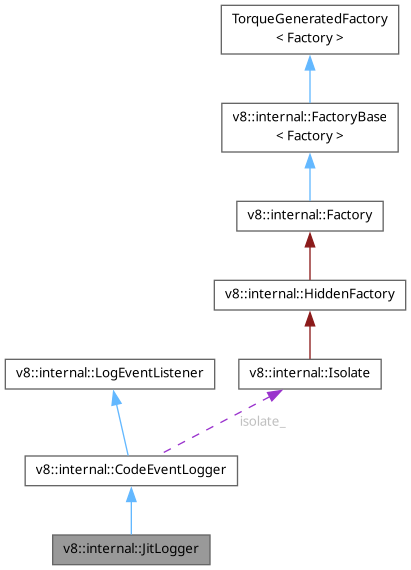 TorqueGeneratedFactory
< Factory >
v8::internal::FactoryBase
< Factory >
v8::internal::Factory
v8::internal::HiddenFactory
v8::internal::LogEventListener
v8::internal::Isolate
isolate_
v8::internal::CodeEventLogger
v8::internal::JitLogger